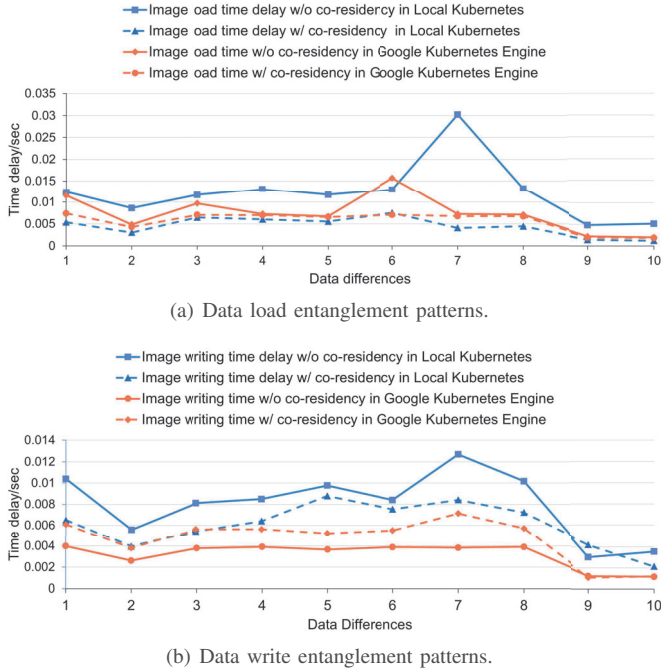 Image oad time delay w/o co-residency in Local Kubernetes
Image oad time delay w/ co-residency in Local Kubernetes
Image oad time w/o co-residency in Google Kubernetes Engine
Image oad time w/ co-residency in Google Kubernetes Engine
0.035
0.03
0.025
0.02
0.015
0.01
0.005
0
Time delay/sec
1 2 3 4 5 6 7 8 9 10
Data differences
(a) Data load entanglement patterns.
Image writing time delay w/o co-residency in Local Kubernetes
Image writing time delay w/ co-residency in Local Kubernetes
Image writing time w/o co-residency in Google Kubernetes Engine
Image writing time w/ co-residency in Google Kubernetes Engine
0.014
0.012
0.01
0.008
0.006
0.004
0.002
0
Time delay/sec
1 2 3 4 5 6 7 8 9 10
Data Differences
(b) Data write entanglement patterns.